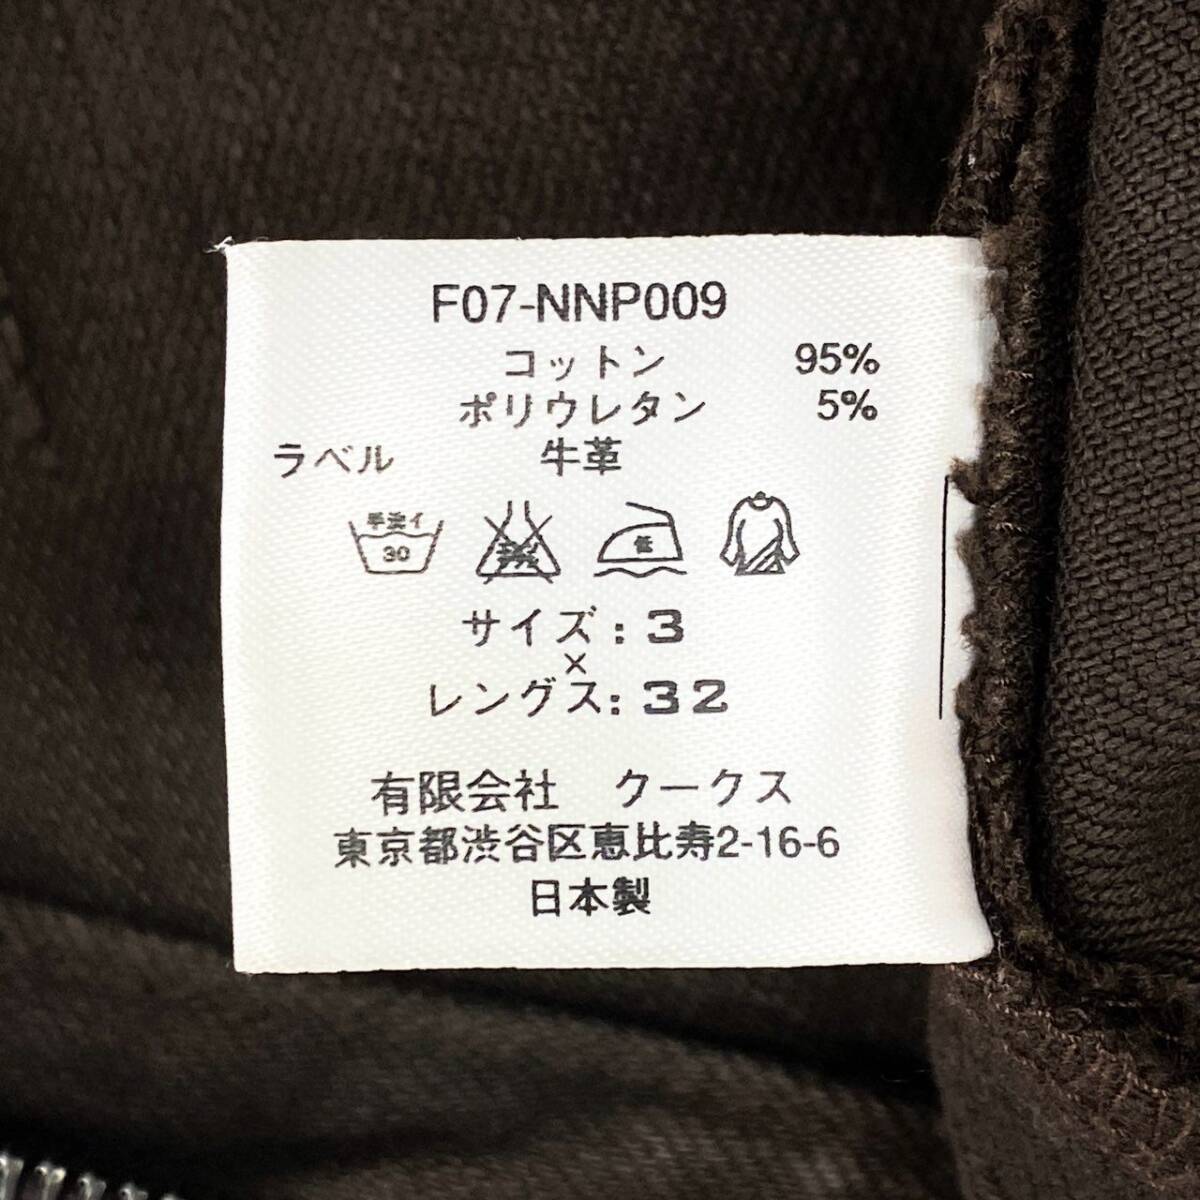 F07-NNP009
コットン 95%
ポリウレタン 5%
ラベル 牛革
手洗イ
30
低
サイズ : 3
×
レングス: 32
有限会社 クークス
東京都渋谷区恵比寿2-16-6
日本製